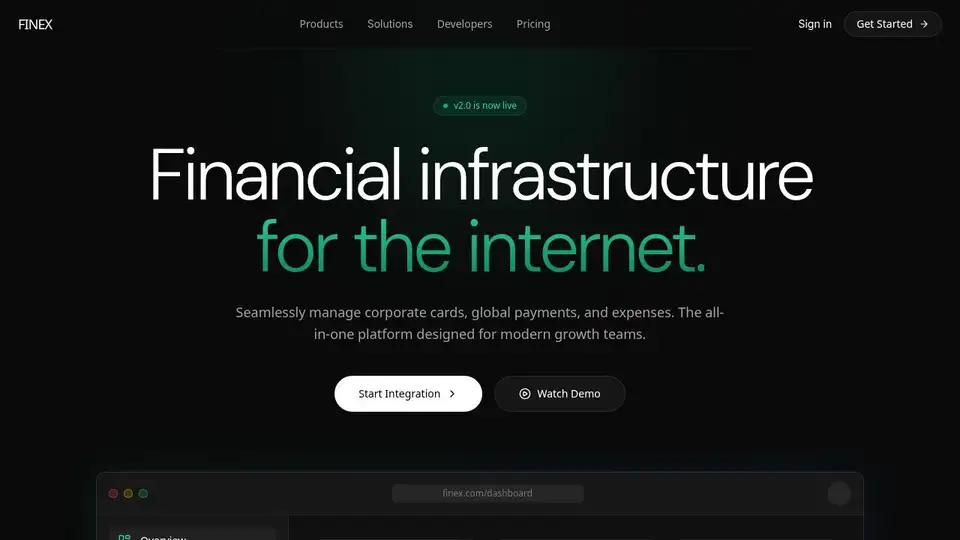 FINEX
Products
Solutions
Developers
Pricing
Sign in
Get Started
v2.0 is now live
Financial infrastructure
for the internet.
Seamlessly manage corporate cards, global payments, and expenses. The all-
in-one platform designed for modern growth teams.
Start Integration
Watch Demo
finex.com/dashboard
Overview